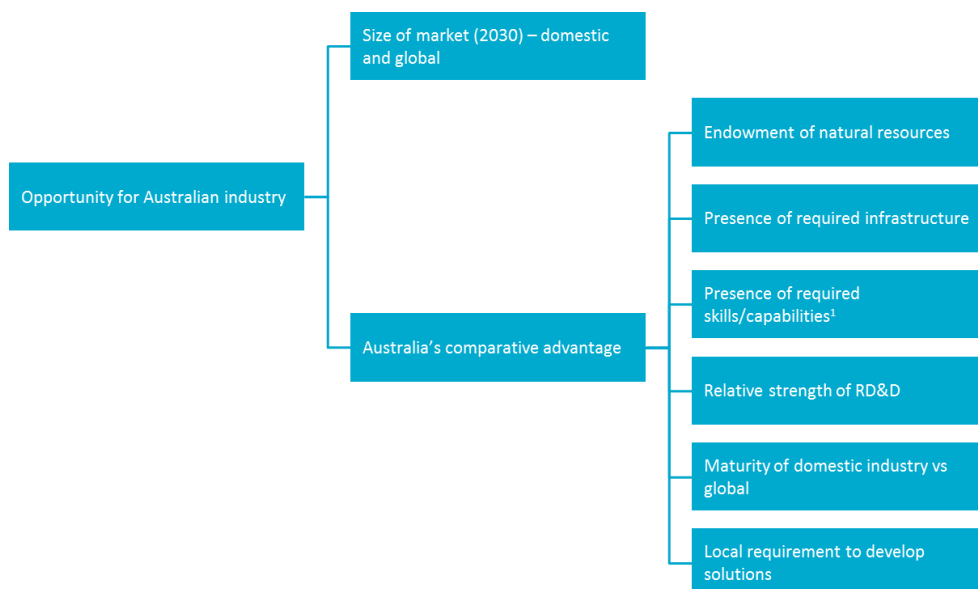 Size of market (2030) – domestic
and global
Endowment of natural resources
Opportunity for Australian industry
Presence of required infrastructure
Presence of required
skills/capabilities¹
Australia’s comparative advantage
Relative strength of RD&D
Maturity of domestic industry vs
global
Local requirement to develop
solutions